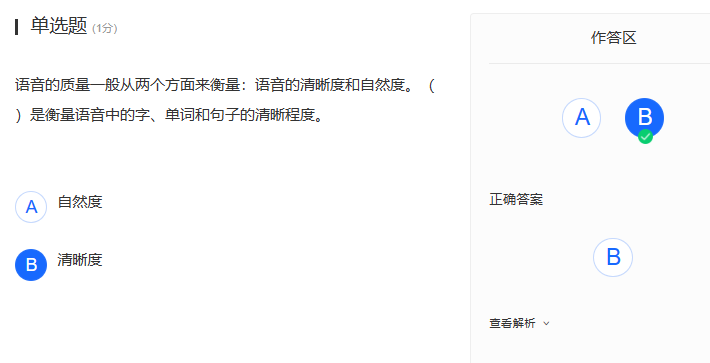 单选题 (1分)
语音的质量一般从两个方面来衡量：语音的清晰度和自然度。（
）是衡量语音中的字、单词和句子的清晰程度。
A 自然度
B 清晰度
作答区
A B
正确答案
B
查看解析